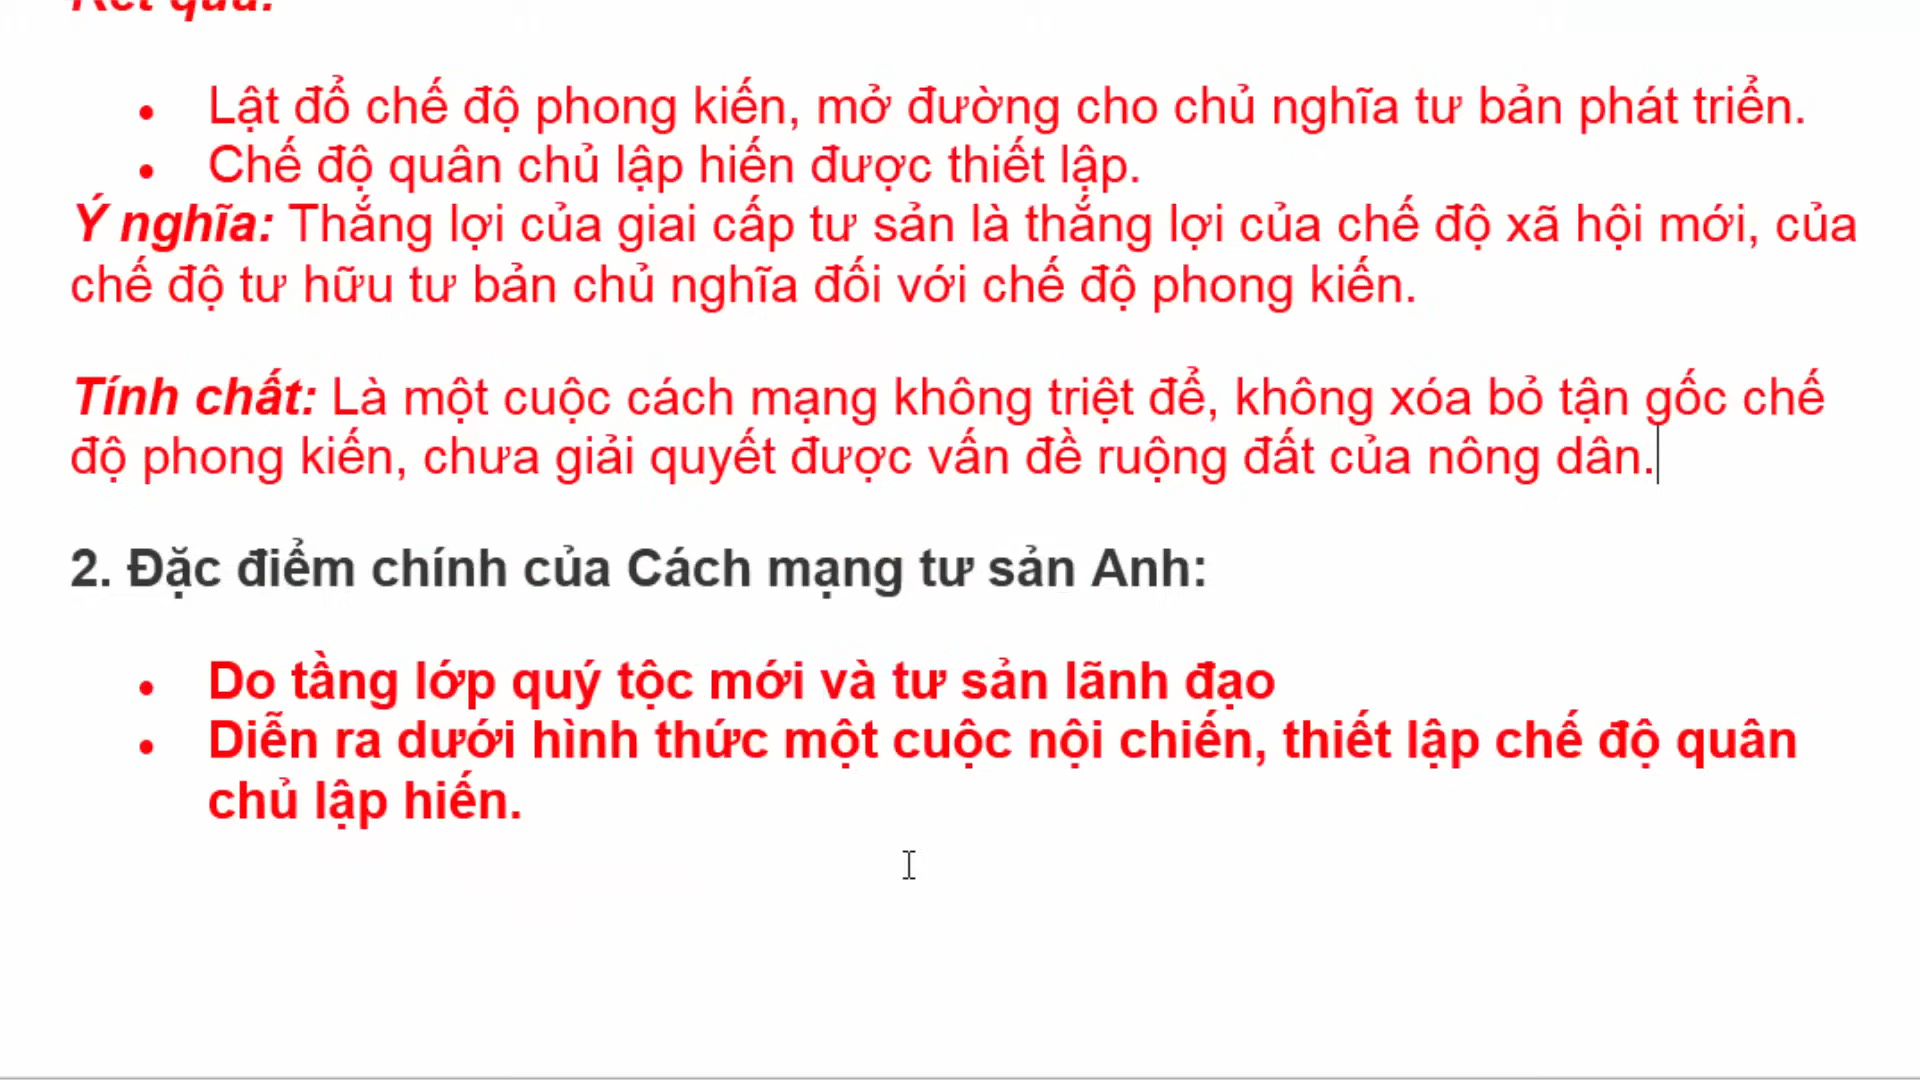 Kết quả:
• Lật đổ chế độ phong kiến, mở đường cho chủ nghĩa tư bản phát triển.
• Chế độ quân chủ lập hiến được thiết lập.
Ý nghĩa: Thắng lợi của giai cấp tư sản là thắng lợi của chế độ xã hội mới, của
chế độ tư hữu tư bản chủ nghĩa đối với chế độ phong kiến.
Tính chất: Là một cuộc cách mạng không triệt để, không xóa bỏ tận gốc chế
độ phong kiến, chưa giải quyết được vấn đề ruộng đất của nông dân.
2. Đặc điểm chính của Cách mạng tư sản Anh:
• Do tầng lớp quý tộc mới và tư sản lãnh đạo
• Diễn ra dưới hình thức một cuộc nội chiến, thiết lập chế độ quân
chủ lập hiến.